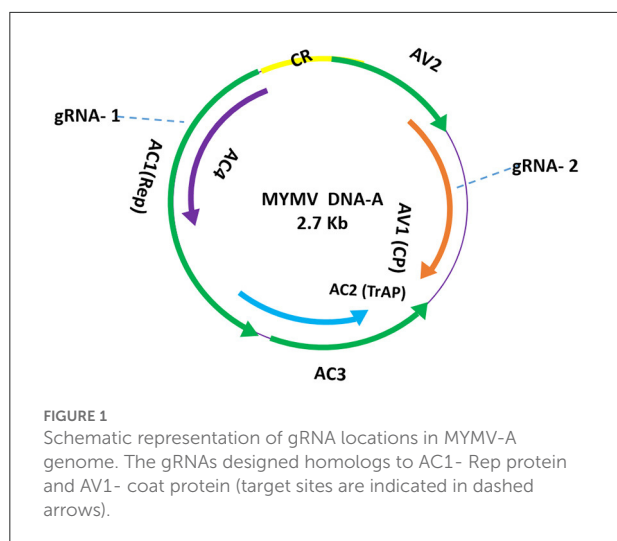 CR
AV2
gRNA- 1
AC1(Rep)
AC4
gRNA- 2
MYMV DNA-A
2.7 Kb
AV1 (CP)
AC2 (TrAP)
AC3
FIGURE 1
Schematic representation of gRNA locations in MYMV-A
genome. The gRNAs designed homologs to AC1- Rep protein
and AV1- coat protein (target sites are indicated in dashed
arrows).